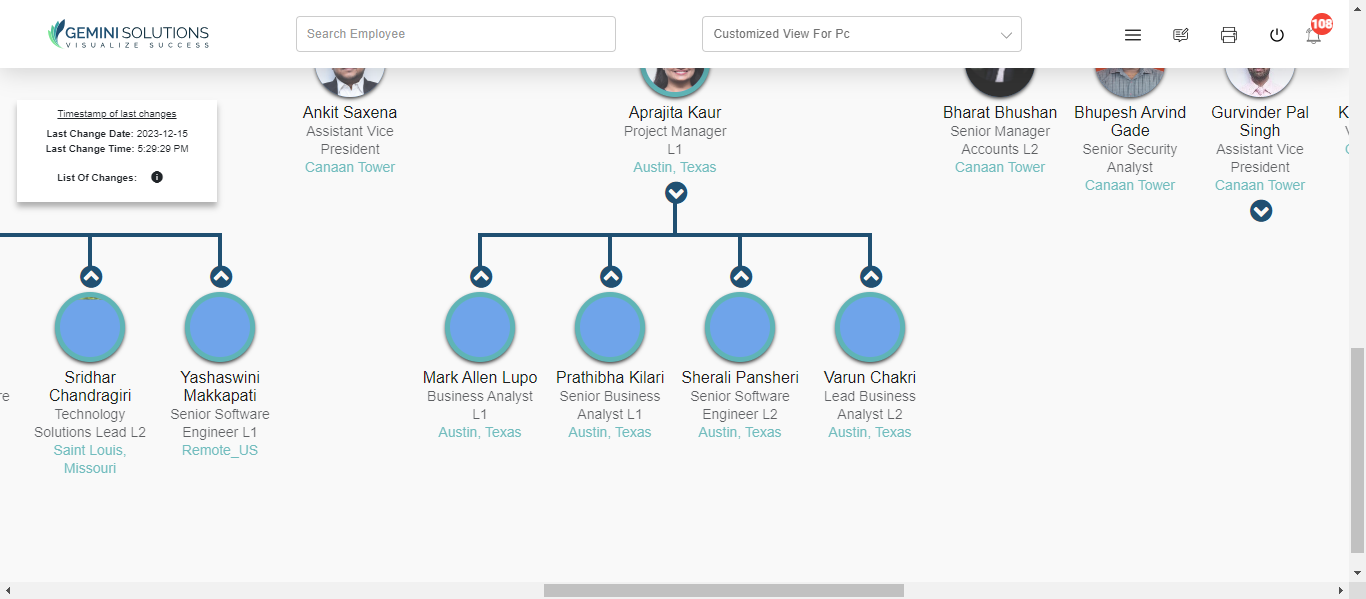 GEMINI SOLUTIONS
VISUALIZE SUCCESS
Search Employee
Customized View For Pc
108
Timestamp of last changes
Last Change Date: 2023-12-15
Last Change Time: 5:29:29 PM
List Of Changes:
Ankit Saxena
Assistant Vice
President
Canaan Tower
Aprajita Kaur
Project Manager
L1
Austin, Texas
Bharat Bhushan
Senior Manager
Accounts L2
Canaan Tower
Bhupesh Arvind
Gade
Senior Security
Analyst
Canaan Tower
Gurvinder Pal
Singh
Assistant Vice
President
Canaan Tower
K
re
Sridhar
Chandragiri
Technology
Solutions Lead L2
Saint Louis,
Missouri
Yashaswini
Makkapati
Senior Software
Engineer L1
Remote_US
Mark Allen Lupo
Business Analyst
L1
Austin, Texas
Prathibha Kilari
Senior Business
Analyst L1
Austin, Texas
Sherali Pansheri
Senior Software
Engineer L2
Austin, Texas
Varun Chakri
Lead Business
Analyst L2
Austin, Texas